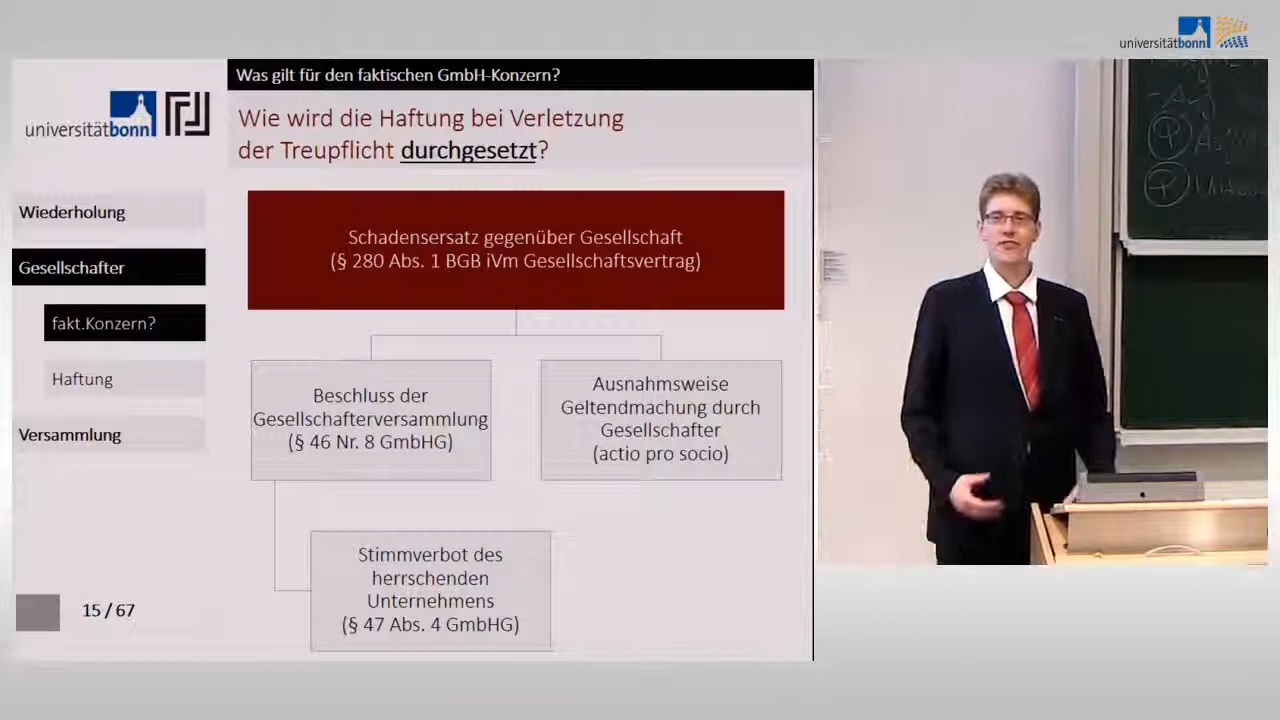 universitätbonn
Was gilt für den faktischen GmbH-Konzern?
universitätbonn
Wie wird die Haftung bei Verletzung
der Treupflicht durchgesetzt?
Wiederholung
Gesellschafter
fakt.Konzern?
Haftung
Versammlung
Schadensersatz gegenüber Gesellschaft
(§ 280 Abs. 1 BGB iVm Gesellschaftsvertrag)
Beschluss der
Gesellschafterversammlung
(§ 46 Nr. 8 GmbHG)
Ausnahmsweise
Geltendmachung durch
Gesellschafter
(actio pro socio)
Stimmverbot des
herrschenden
Unternehmens
(§ 47 Abs. 4 GmbHG)
15 / 67